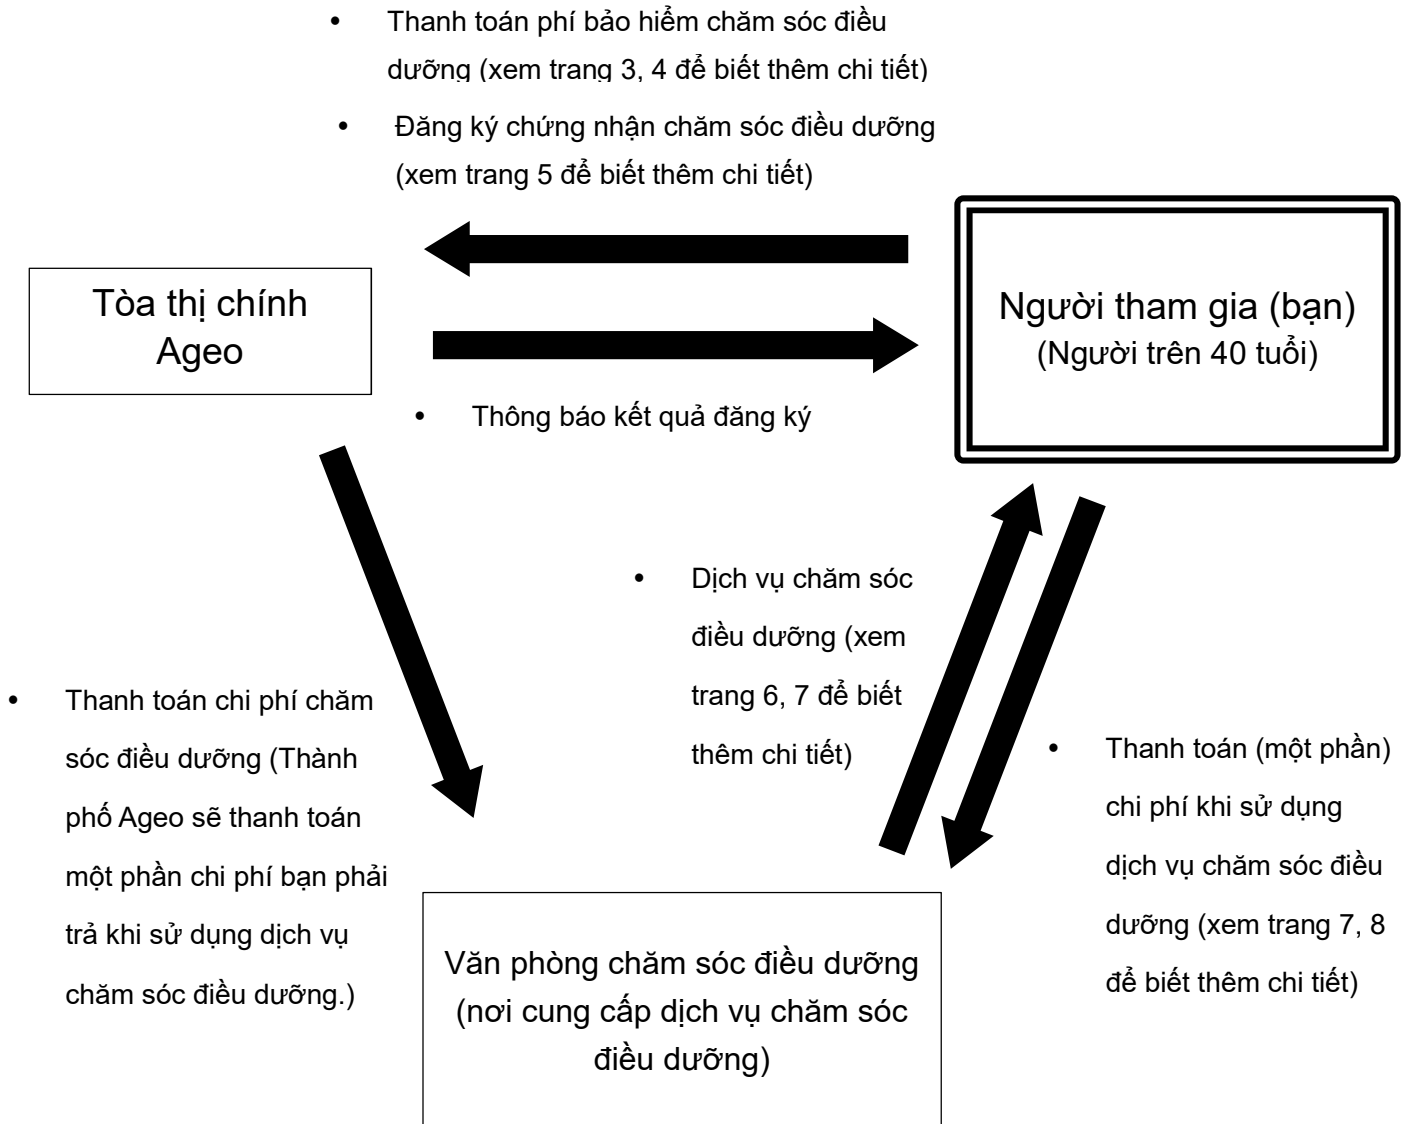 • Thanh toán phí bảo hiểm chăm sóc điều
dưỡng (xem trang 3, 4 để biết thêm chi tiết)
• Đăng ký chứng nhận chăm sóc điều dưỡng
(xem trang 5 để biết thêm chi tiết)
Tòa thị chính
Ageo
Người tham gia (bạn)
(Người trên 40 tuổi)
• Thông báo kết quả đăng ký
• Dịch vụ chăm sóc
điều dưỡng (xem
trang 6, 7 để biết
thêm chi tiết)
• Thanh toán chi phí chăm
sóc điều dưỡng (Thành
phố Ageo sẽ thanh toán
một phần chi phí bạn phải
trả khi sử dụng dịch vụ
chăm sóc điều dưỡng.)
• Thanh toán (một phần)
chi phí khi sử dụng
dịch vụ chăm sóc điều
dưỡng (xem trang 7, 8
để biết thêm chi tiết)
Văn phòng chăm sóc điều dưỡng
(nơi cung cấp dịch vụ chăm sóc
điều dưỡng)